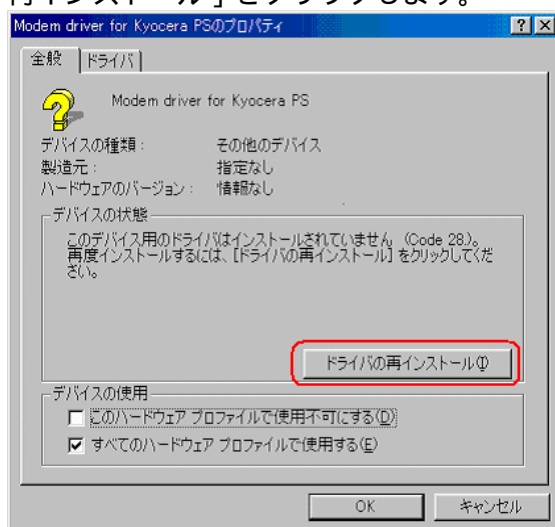 再インストール」をクリックします。
Modem driver for Kyocera PSのプロパティ
全般 ドライバ
Modem driver for Kyocera PS
デバイスの種類： その他のデバイス
製造元： 指定なし
ハードウェアのバージョン： 情報なし
デバイスの状態
このデバイス用のドライバはインストールされていません （Code 28.）。
再度インストールするには、[ドライバの再インストール] をクリックしてくだ
さい。
ドライバの再インストール(I)
デバイスの使用
このハードウェア プロファイルで使用不可にする(D)
すべてのハードウェア プロファイルで使用する(E)
OK キャンセル